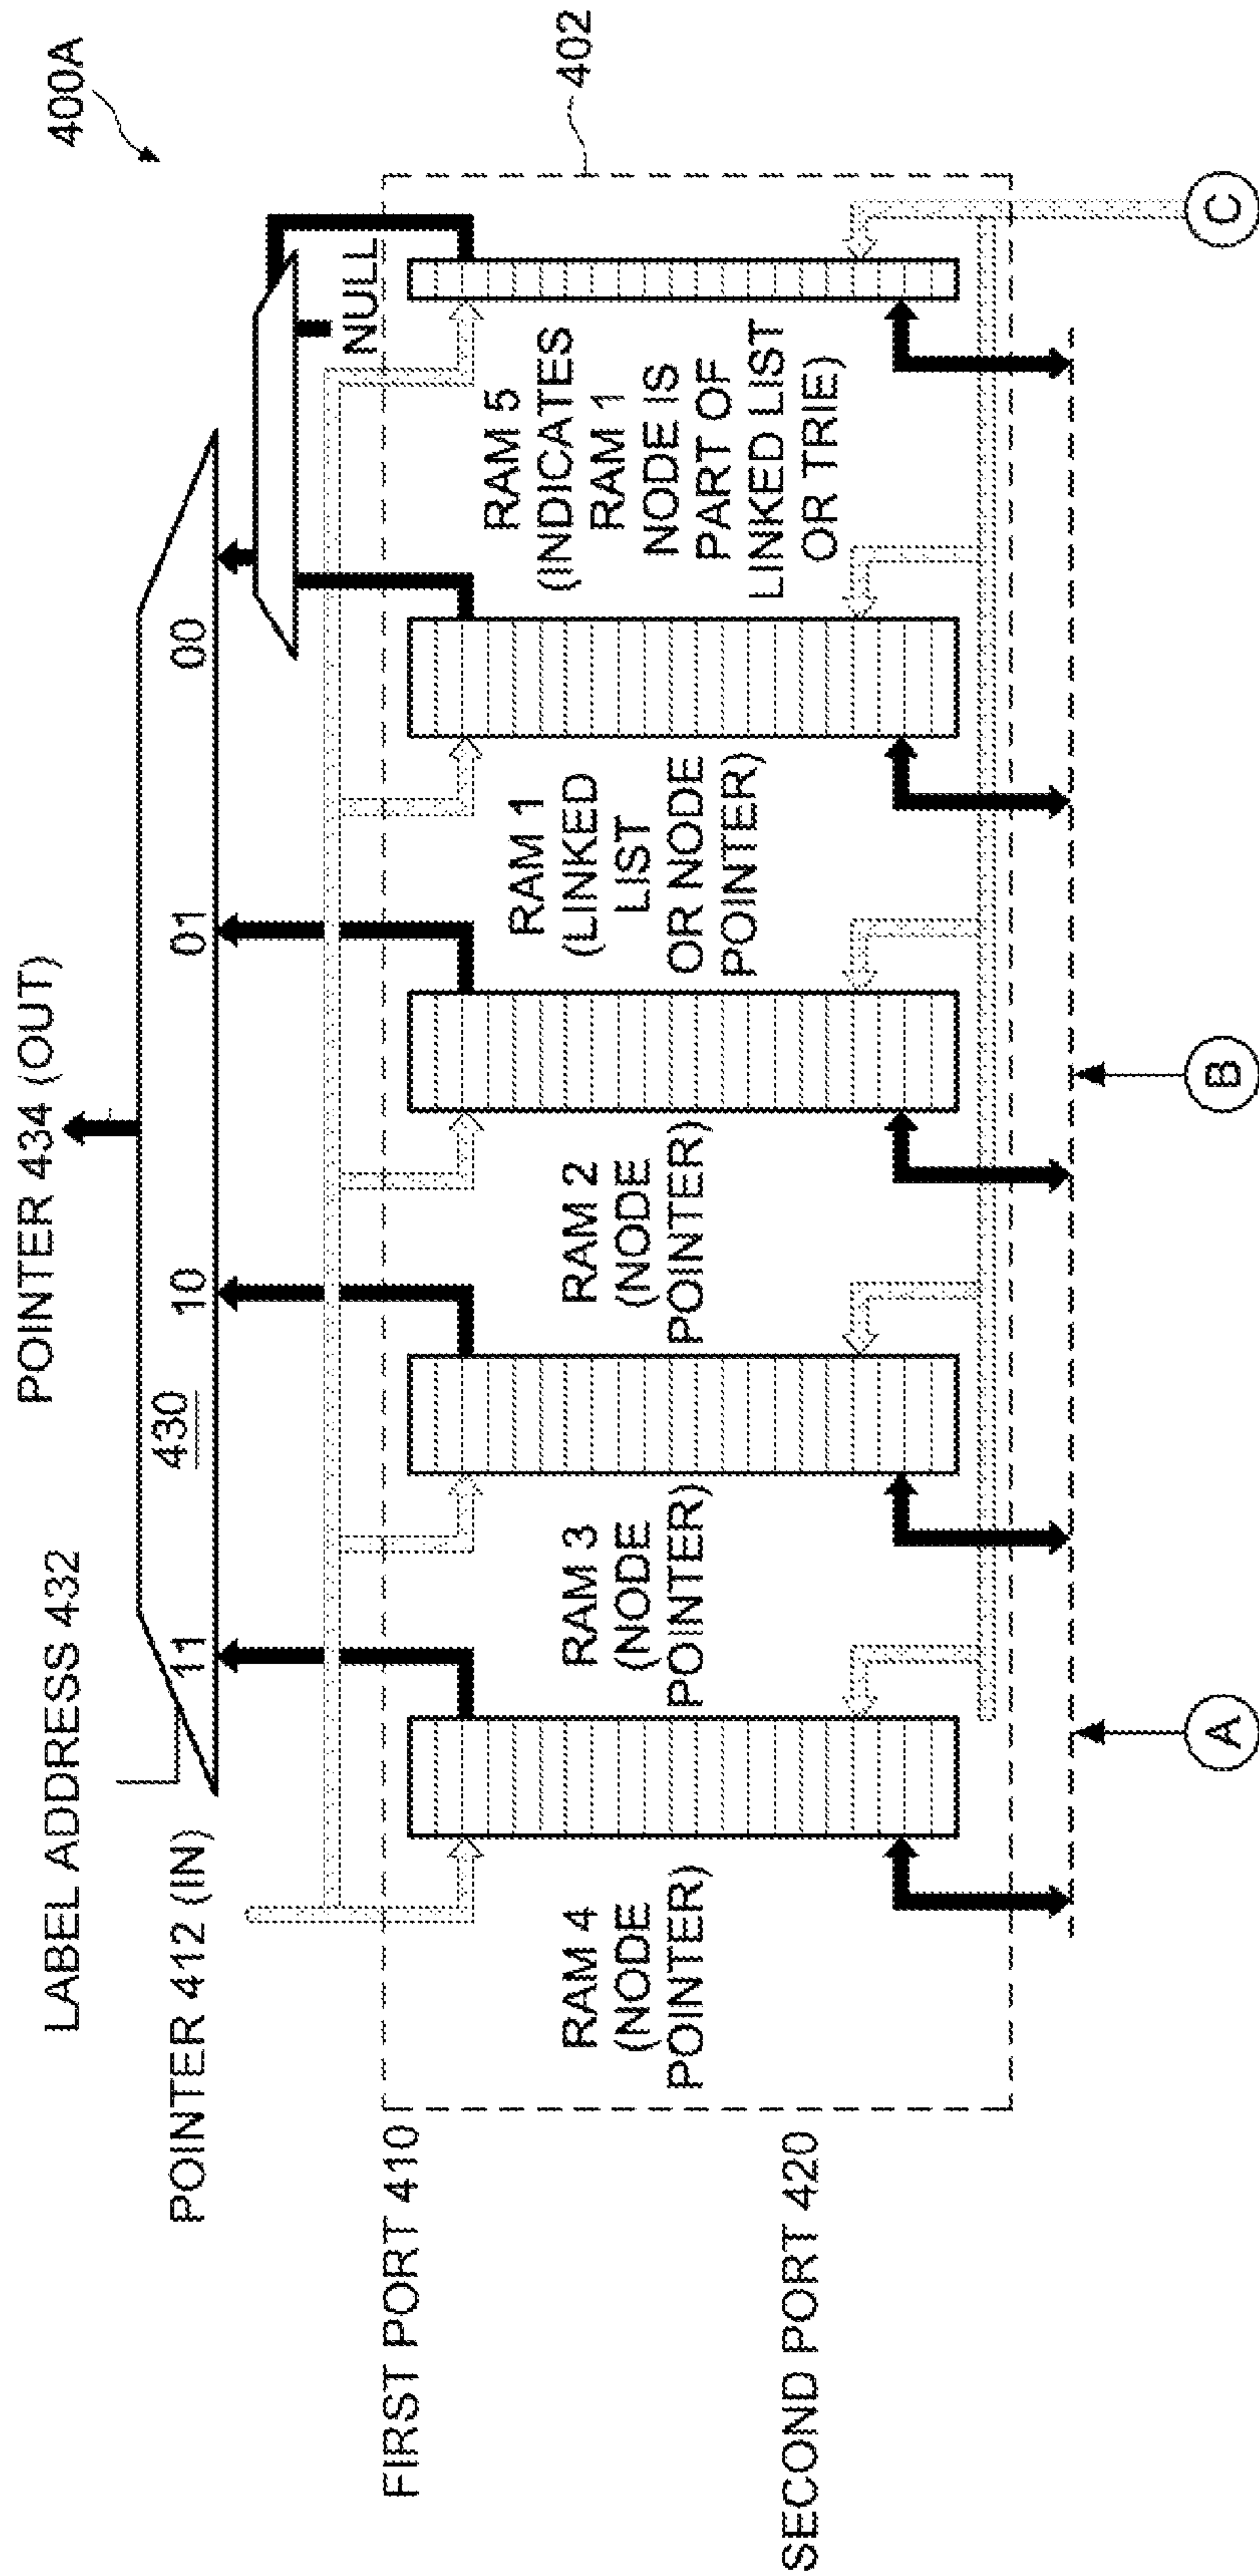 400A
POINTER 434 (OUT)
LABEL ADDRESS 432
430
11
10
01
00
POINTER 412 (IN)
NULL
FIRST PORT 410
402
RAM 4
(NODE
POINTER)
RAM 3
(NODE
POINTER)
RAM 2
(NODE
POINTER)
RAM 1
(LINKED
LIST
OR NODE
POINTER)
RAM 5
(INDICATES
RAM 1
NODE IS
PART OF
LINKED LIST
OR TRIE)
SECOND PORT 420
A
B
C